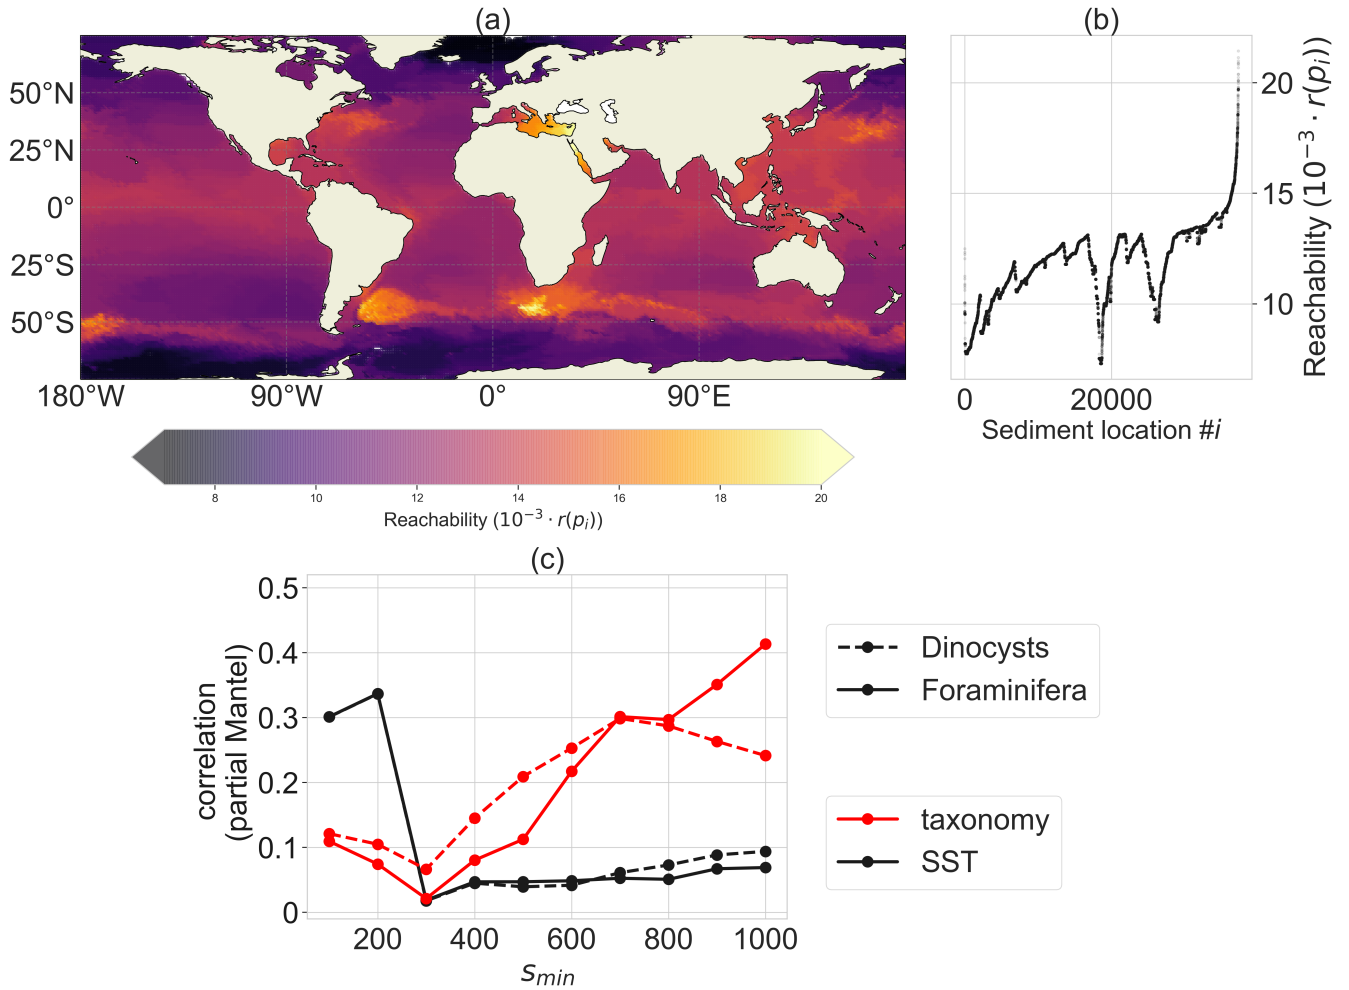 (a)
50°N
25°N
0°
25°S
50°S
180°W 90°W 0° 90°E
8 10 12 14 16 18 20
Reachability (10⁻³ · r(pᵢ))
(b)
20
15
10
Reachability (10⁻³ · r(pᵢ))
0 20000
Sediment location #i
(c)
0.5
0.4
0.3
0.2
0.1
0
correlation
(partial Mantel)
200 400 600 800 1000
s_min
Dinocysts
Foraminifera
taxonomy
SST